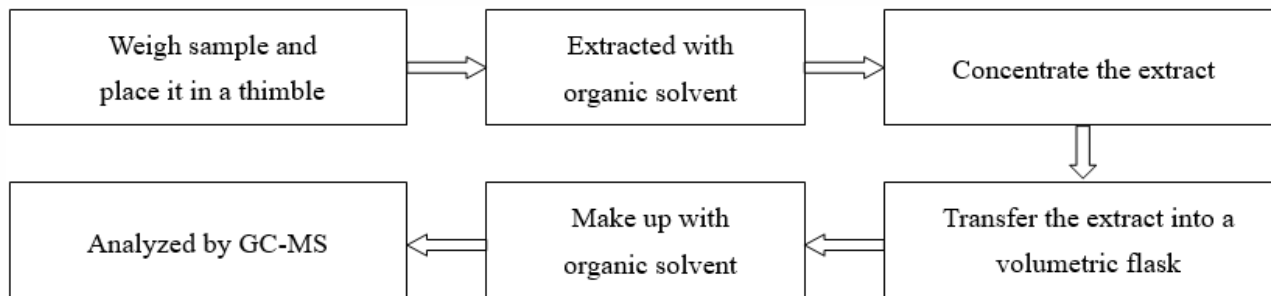 Weigh sample and
place it in a thimble
Extracted with
organic solvent
Concentrate the extract
Transfer the extract into a
volumetric flask
Make up with
organic solvent
Analyzed by GC-MS